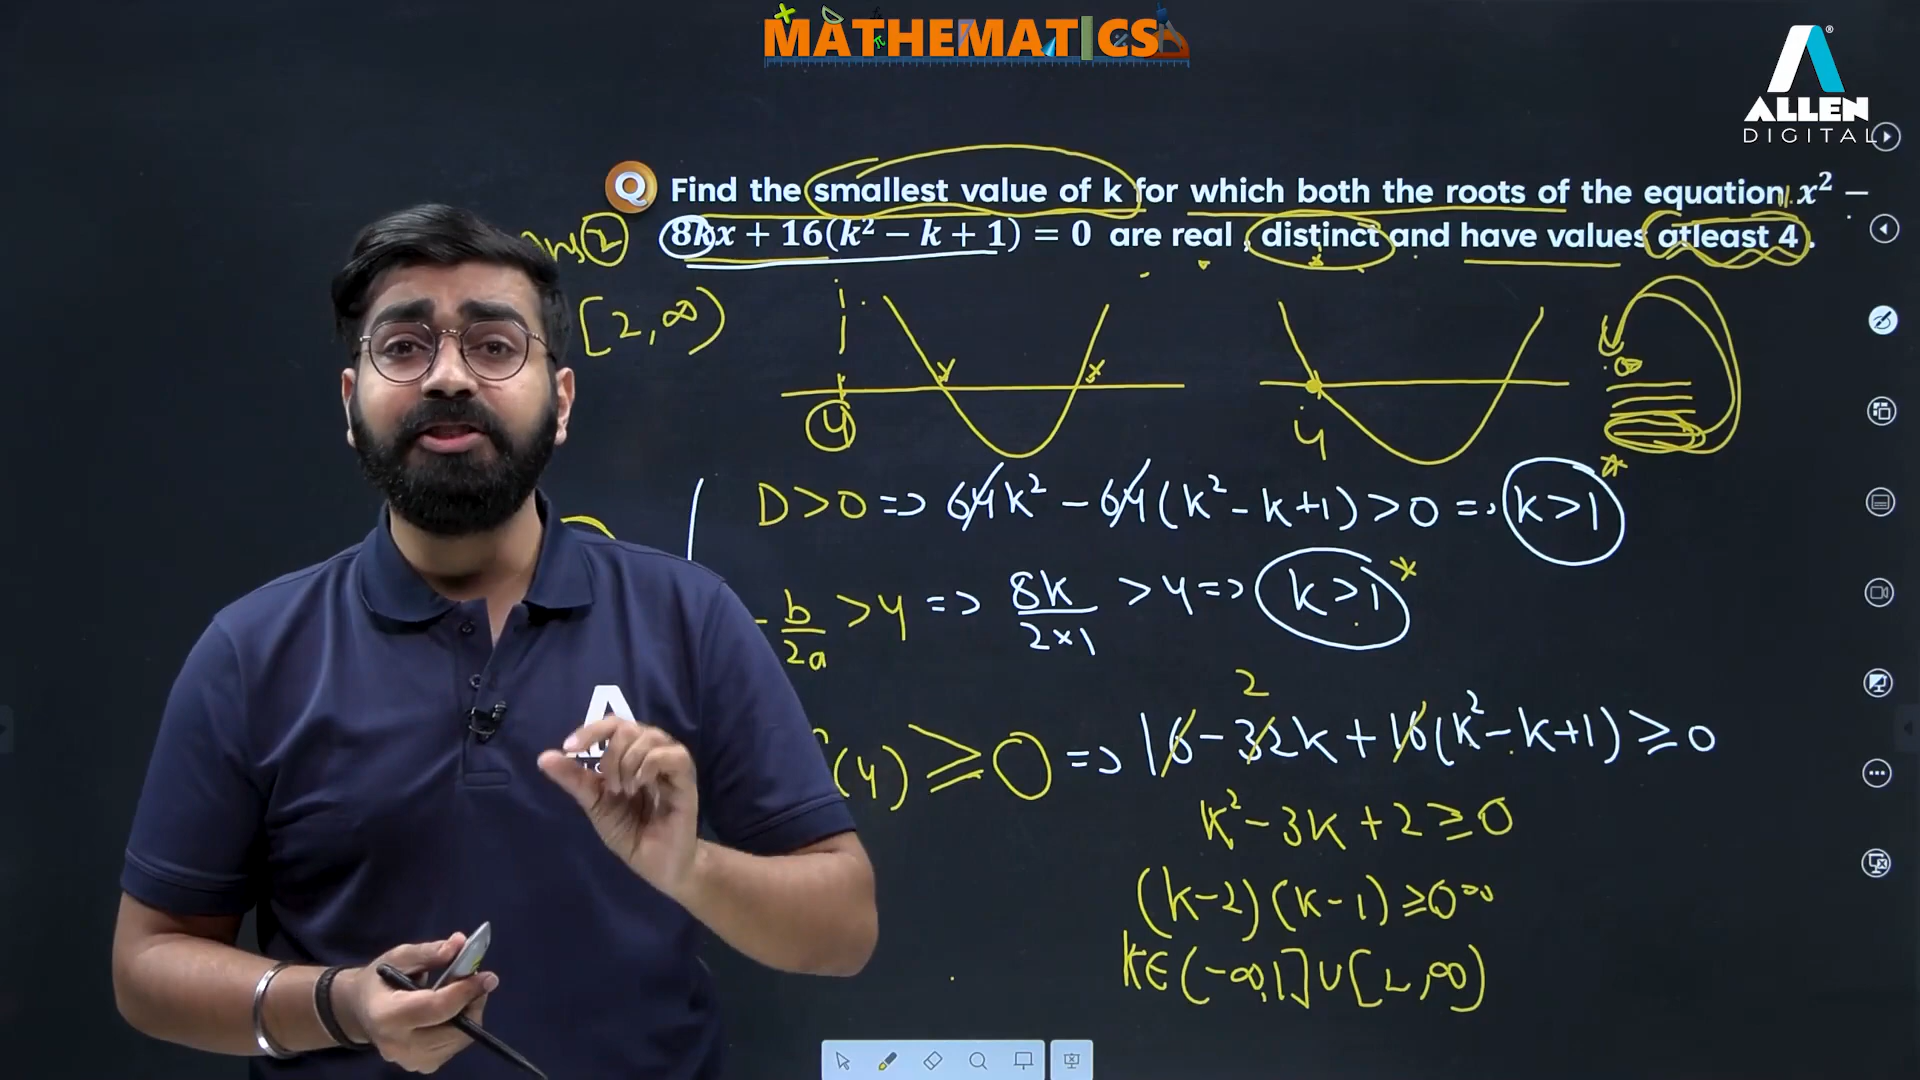 MATHEMATICS
ALLEN
DIGITAL
Q Find the smallest value of k for which both the roots of the equation x² −
8kx + 16(k² − k + 1) = 0 are real , distinct and have values atleast 4 .
Ans 2
[2, ∞)
4
4
D > 0 => 64k² - 64(k² - k + 1) > 0 => k > 1
- b/2a > 4 => 8k/2×1 > 4 => k > 1
2
(4) ≥ 0 => 16 - 32k + 16(k² - k + 1) ≥ 0
k² - 3k + 2 ≥ 0
(k-2)(k-1) ≥ 0
k ∈ (-∞, 1] ∪ [2, ∞)